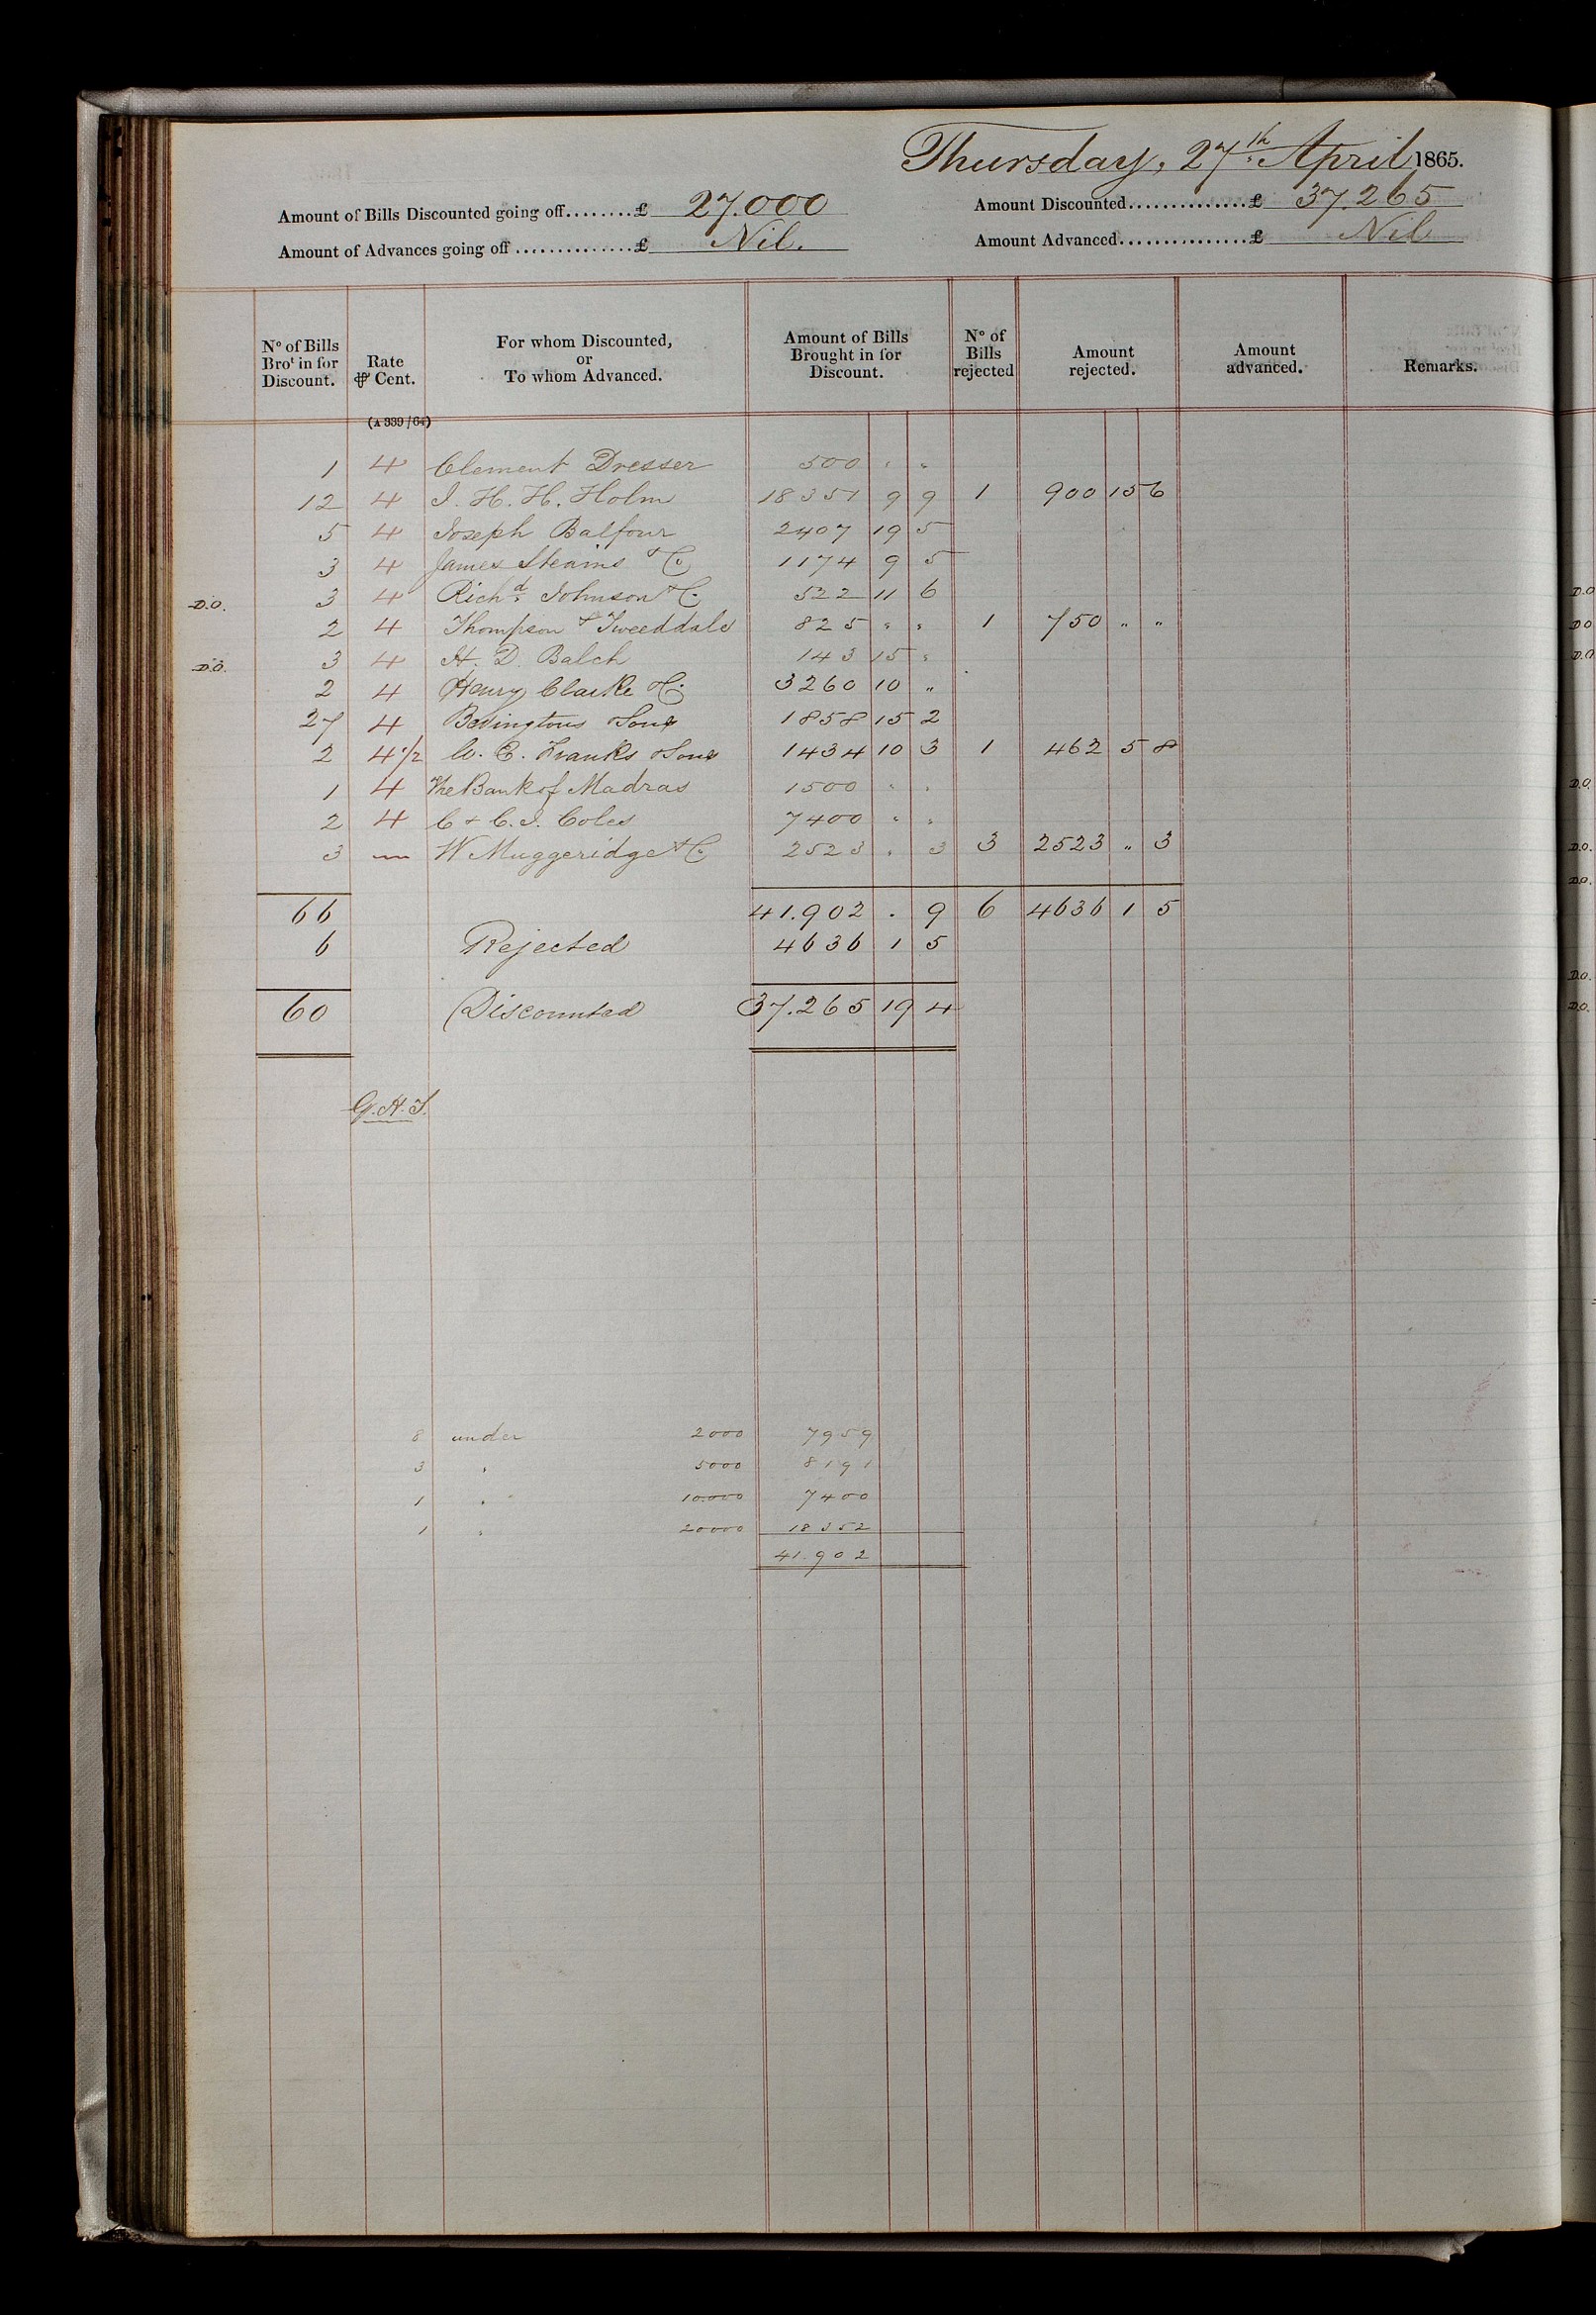 Thursday, 27th April 1865.
Amount of Bills Discounted going off........£ 27.000 Amount Discounted...............£ 37.265
Amount of Advances going off...............£ Nil. Amount Advanced...............£ Nil
No of Bills Brot in for Discount. Rate ⅌ Cent. For whom Discounted, or To whom Advanced. Amount of Bills Brought in for Discount. No of Bills rejected Amount rejected. Amount advanced. Remarks.
(A 339/64)
1 4 Clement Dresser 500 " "
12 4 J. H. H. Holm 18351 9 9 1 900 15 6
5 4 Joseph Balfour 2407 19 5
3 4 James Stearns & Co 1174 9 5
D.O. 3 4 Richd Johnson & Co 522 11 6
2 4 Thompson & Tweeddale 825 " " 1 750 " "
D.O. 3 4 H. D. Balch 143 15 "
2 4 Henry Clarke & Co 3260 10 "
27 4 Bevingtons & Sons 1858 15 2
2 4 1/2 W. C. Franks & Sons 1434 10 3 1 462 5 8
1 4 The Bank of Madras 1500 " "
2 4 C & C. J. Coles 7400 " "
3 — W Muggeridge & Co 2523 . 3 3 2523 " 3
66 41.902 . 9 6 4636 1 5
6 Rejected 4636 1 5
60 Discounted 37.265 19 4
G.H.T.
8 under 2000 7959
3 " 5000 8191
1 " 10.000 7400
1 " 20000 18352
41.902
D.O.
D.O.
D.O.
D.O.
D.O.
D.O.
D.O.
D.O.